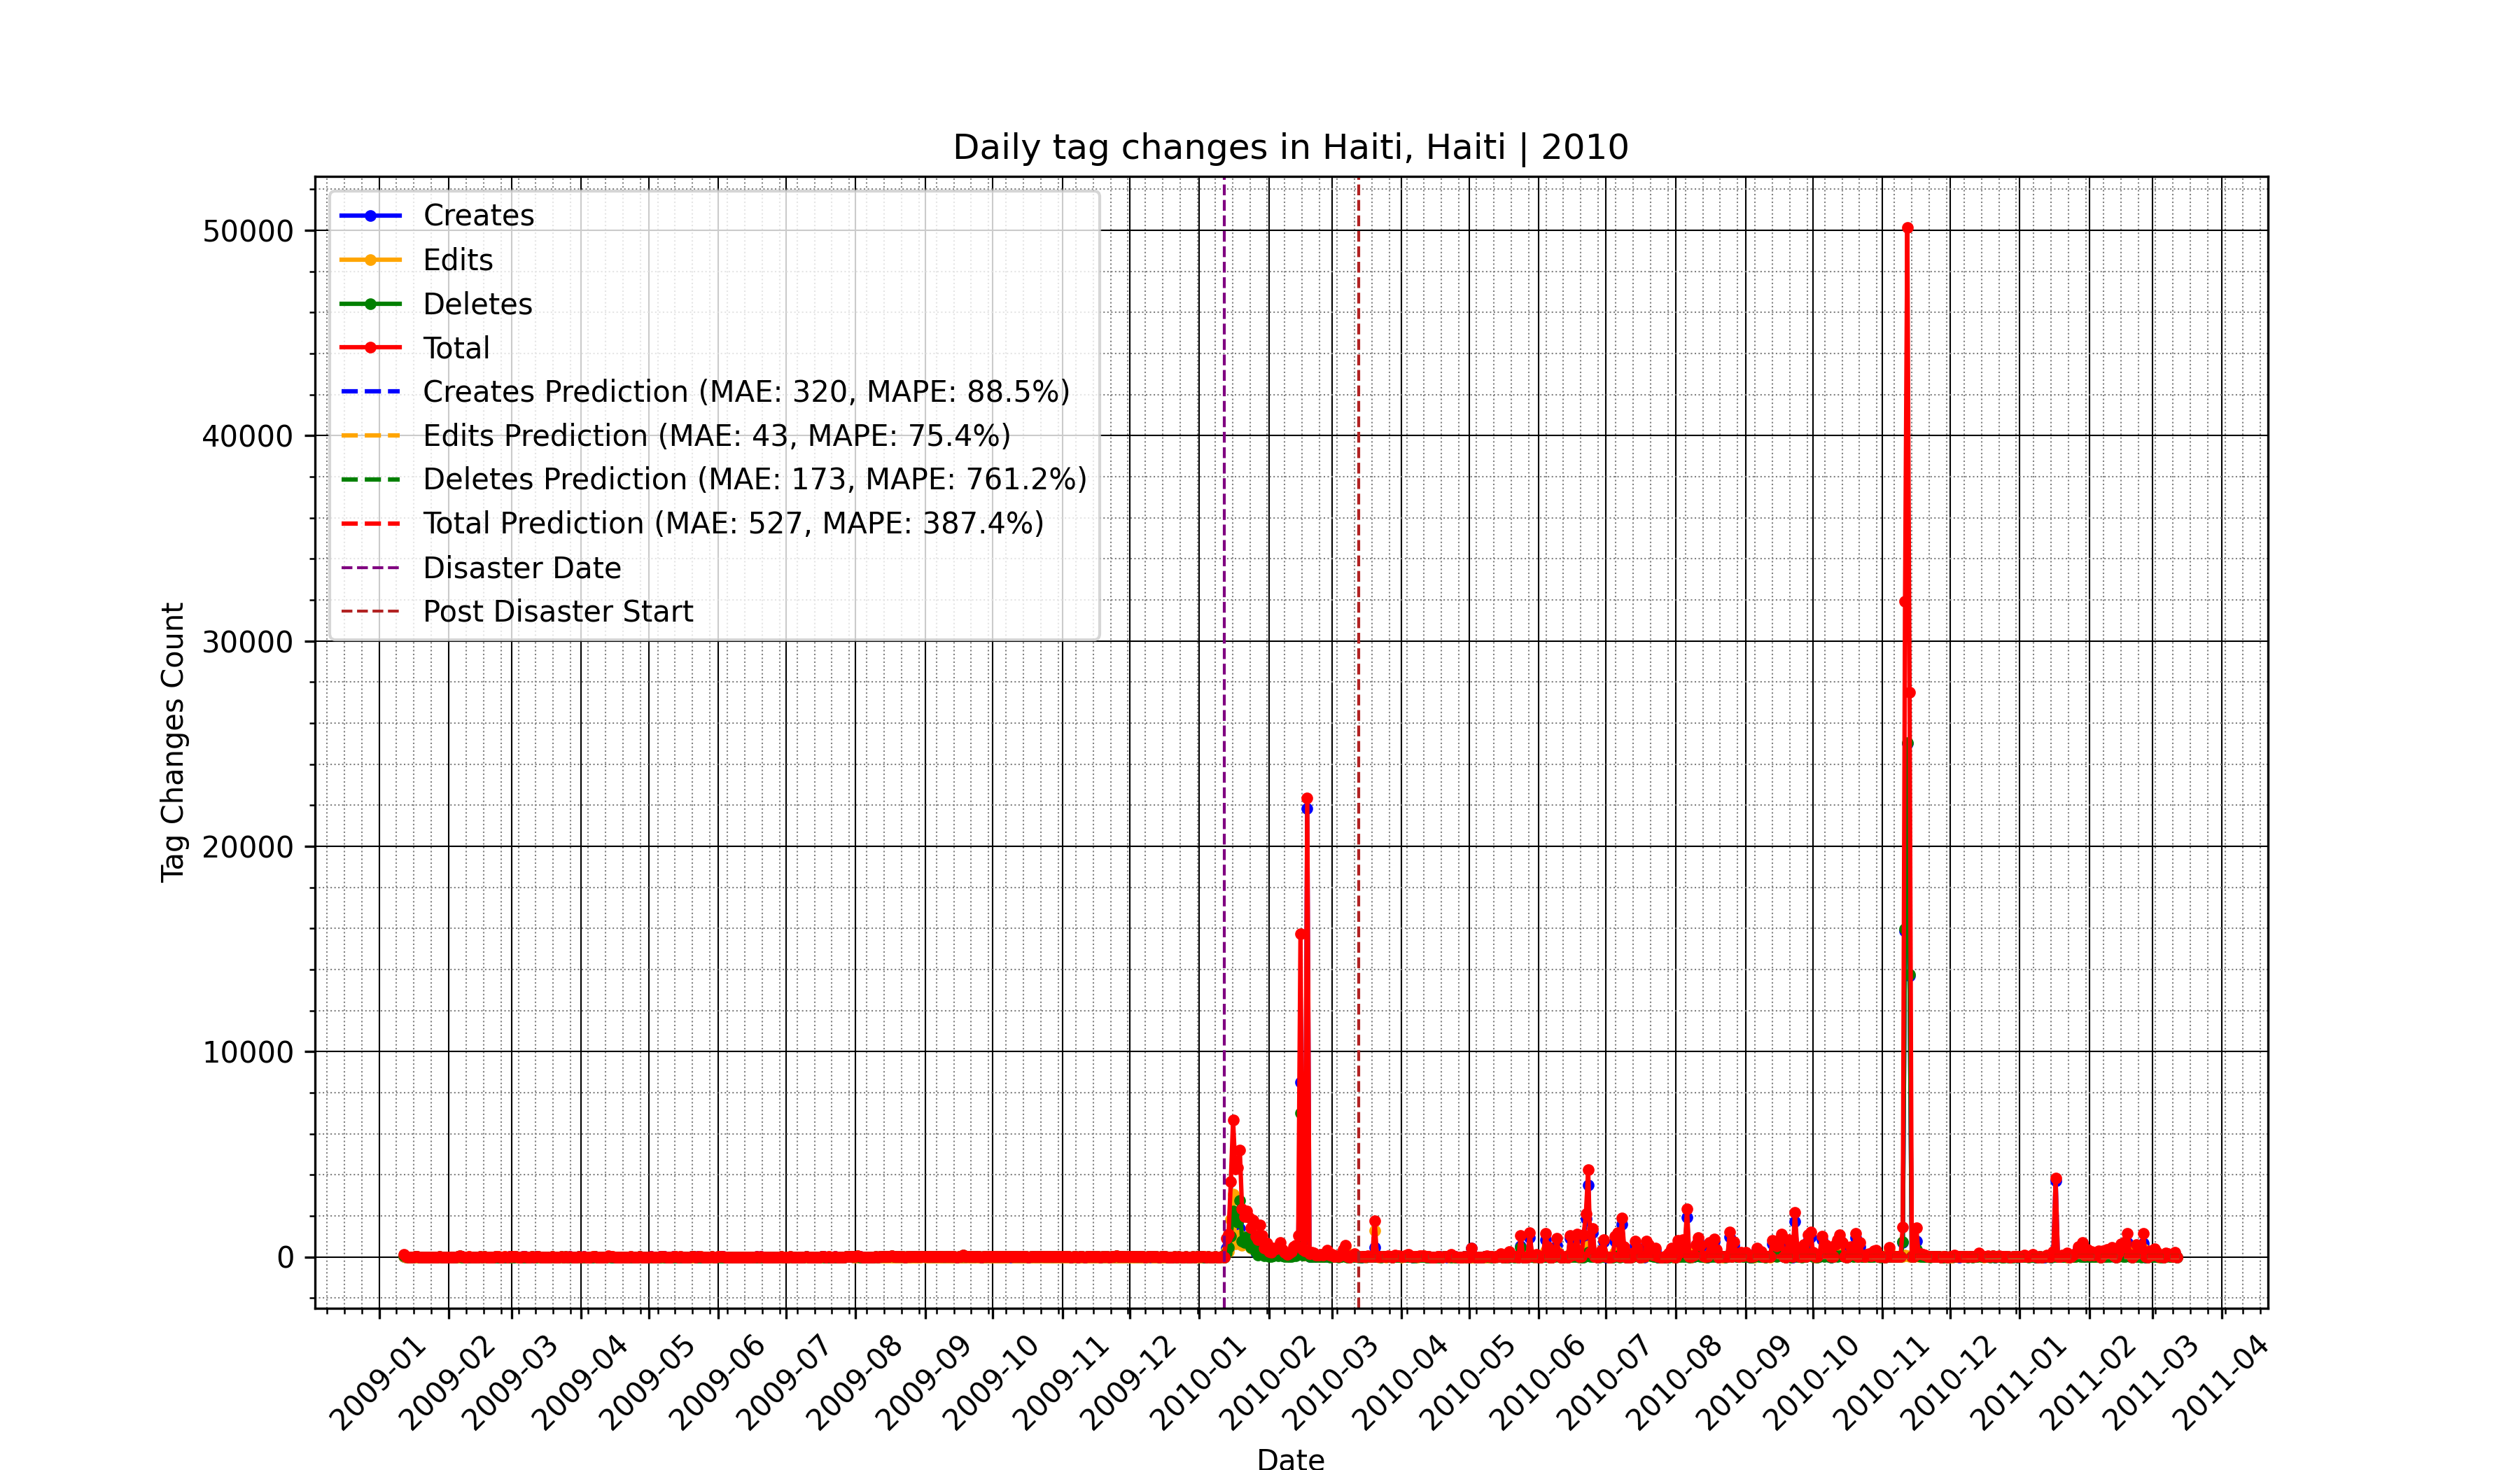 Daily tag changes in Haiti, Haiti | 2010
Creates
Edits
Deletes
Total
Creates Prediction (MAE: 320, MAPE: 88.5%)
Edits Prediction (MAE: 43, MAPE: 75.4%)
Deletes Prediction (MAE: 173, MAPE: 761.2%)
Total Prediction (MAE: 527, MAPE: 387.4%)
Disaster Date
Post Disaster Start
Tag Changes Count
50000
40000
30000
20000
10000
0
2009-01
2009-02
2009-03
2009-04
2009-05
2009-06
2009-07
2009-08
2009-09
2009-10
2009-11
2009-12
2010-01
2010-02
2010-03
2010-04
2010-05
2010-06
2010-07
2010-08
2010-09
2010-10
2010-11
2010-12
2011-01
2011-02
2011-03
2011-04
Date